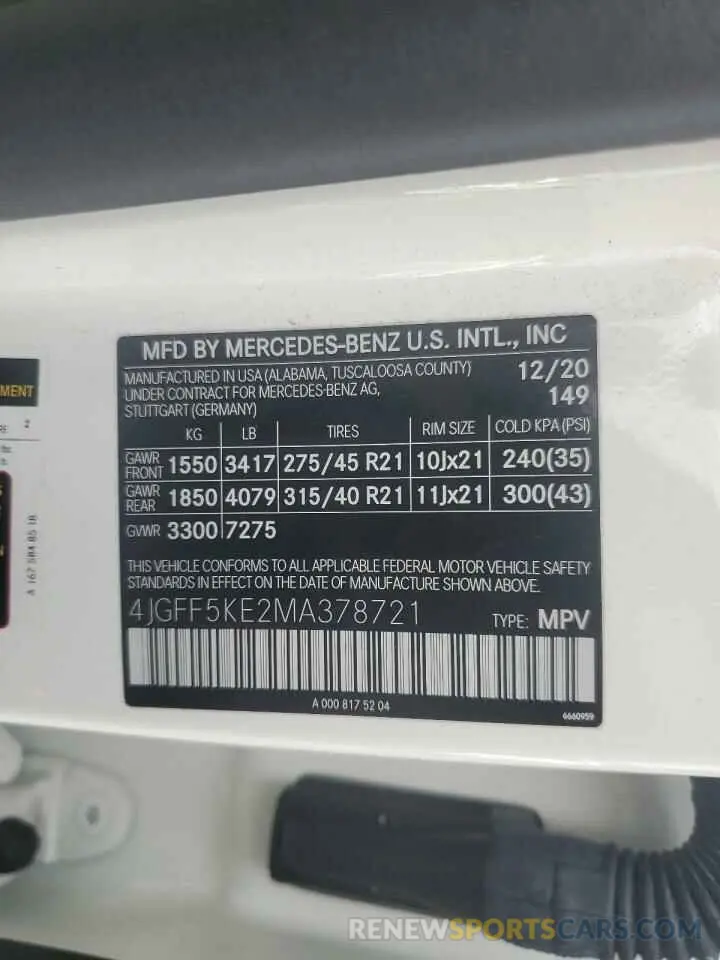 MFD BY MERCEDES-BENZ U.S. INTL., INC
MANUFACTURED IN USA (ALABAMA, TUSCALOOSA COUNTY) 12/20
UNDER CONTRACT FOR MERCEDES-BENZ AG, 149
STUTTGART (GERMANY)
KG LB TIRES RIM SIZE COLD KPA (PSI)
GAWR FRONT 1550 3417 275/45 R21 10Jx21 240(35)
GAWR REAR 1850 4079 315/40 R21 11Jx21 300(43)
GVWR 3300 7275
THIS VEHICLE CONFORMS TO ALL APPLICABLE FEDERAL MOTOR VEHICLE SAFETY
STANDARDS IN EFFECT ON THE DATE OF MANUFACTURE SHOWN ABOVE.
4JGFF5KE2MA378721 TYPE: MPV
A 000 817 52 04
6660959
A 167 584 85 18
RENEWSPORTSCARS.COM